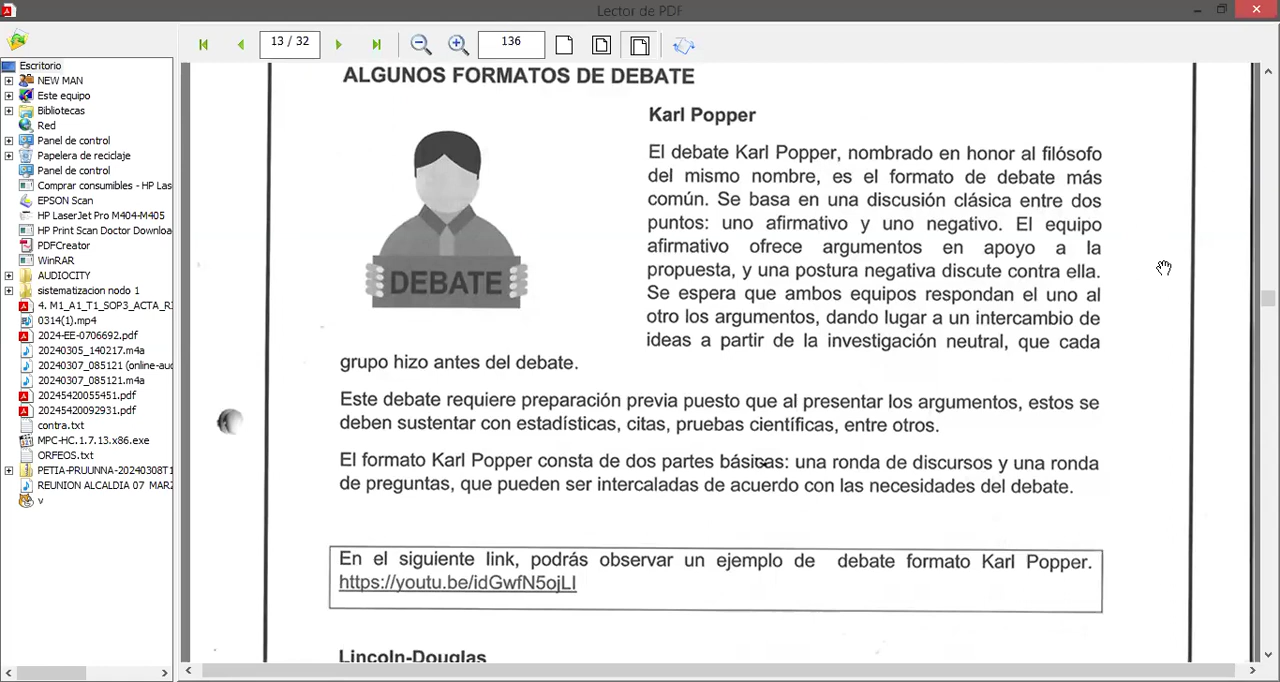 Lector de PDF
13 / 32
136
Escritorio
NEW MAN
Este equipo
Bibliotecas
Red
Panel de control
Papelera de reciclaje
Panel de control
Comprar consumibles - HP Las
EPSON Scan
HP LaserJet Pro M404-M405
HP Print Scan Doctor Downloa
PDFCreator
WinRAR
AUDIOCITY
sistematizacion nodo 1
4. M1_A1_T1_SOP3_ACTA_R
0314(1).mp4
2024-EE-0706692.pdf
20240305_140217.m4a
20240307_085121 (online-aud
20240307_085121.m4a
20245420055451.pdf
20245420092931.pdf
contra.txt
MPC-HC.1.7.13.x86.exe
ORFEOS.txt
PETIA-PRUUNNA-20240308T1
REUNION ALCALDIA 07 MARZ
v
ALGUNOS FORMATOS DE DEBATE
DEBATE
Karl Popper
El debate Karl Popper, nombrado en honor al filósofo
del mismo nombre, es el formato de debate más
común. Se basa en una discusión clásica entre dos
puntos: uno afirmativo y uno negativo. El equipo
afirmativo ofrece argumentos en apoyo a la
propuesta, y una postura negativa discute contra ella.
Se espera que ambos equipos respondan el uno al
otro los argumentos, dando lugar a un intercambio de
ideas a partir de la investigación neutral, que cada
grupo hizo antes del debate.
Este debate requiere preparación previa puesto que al presentar los argumentos, estos se
deben sustentar con estadísticas, citas, pruebas científicas, entre otros.
El formato Karl Popper consta de dos partes básicas: una ronda de discursos y una ronda
de preguntas, que pueden ser intercaladas de acuerdo con las necesidades del debate.
En el siguiente link, podrás observar un ejemplo de debate formato Karl Popper.
https://youtu.be/idGwfN5ojLI
Lincoln-Douglas